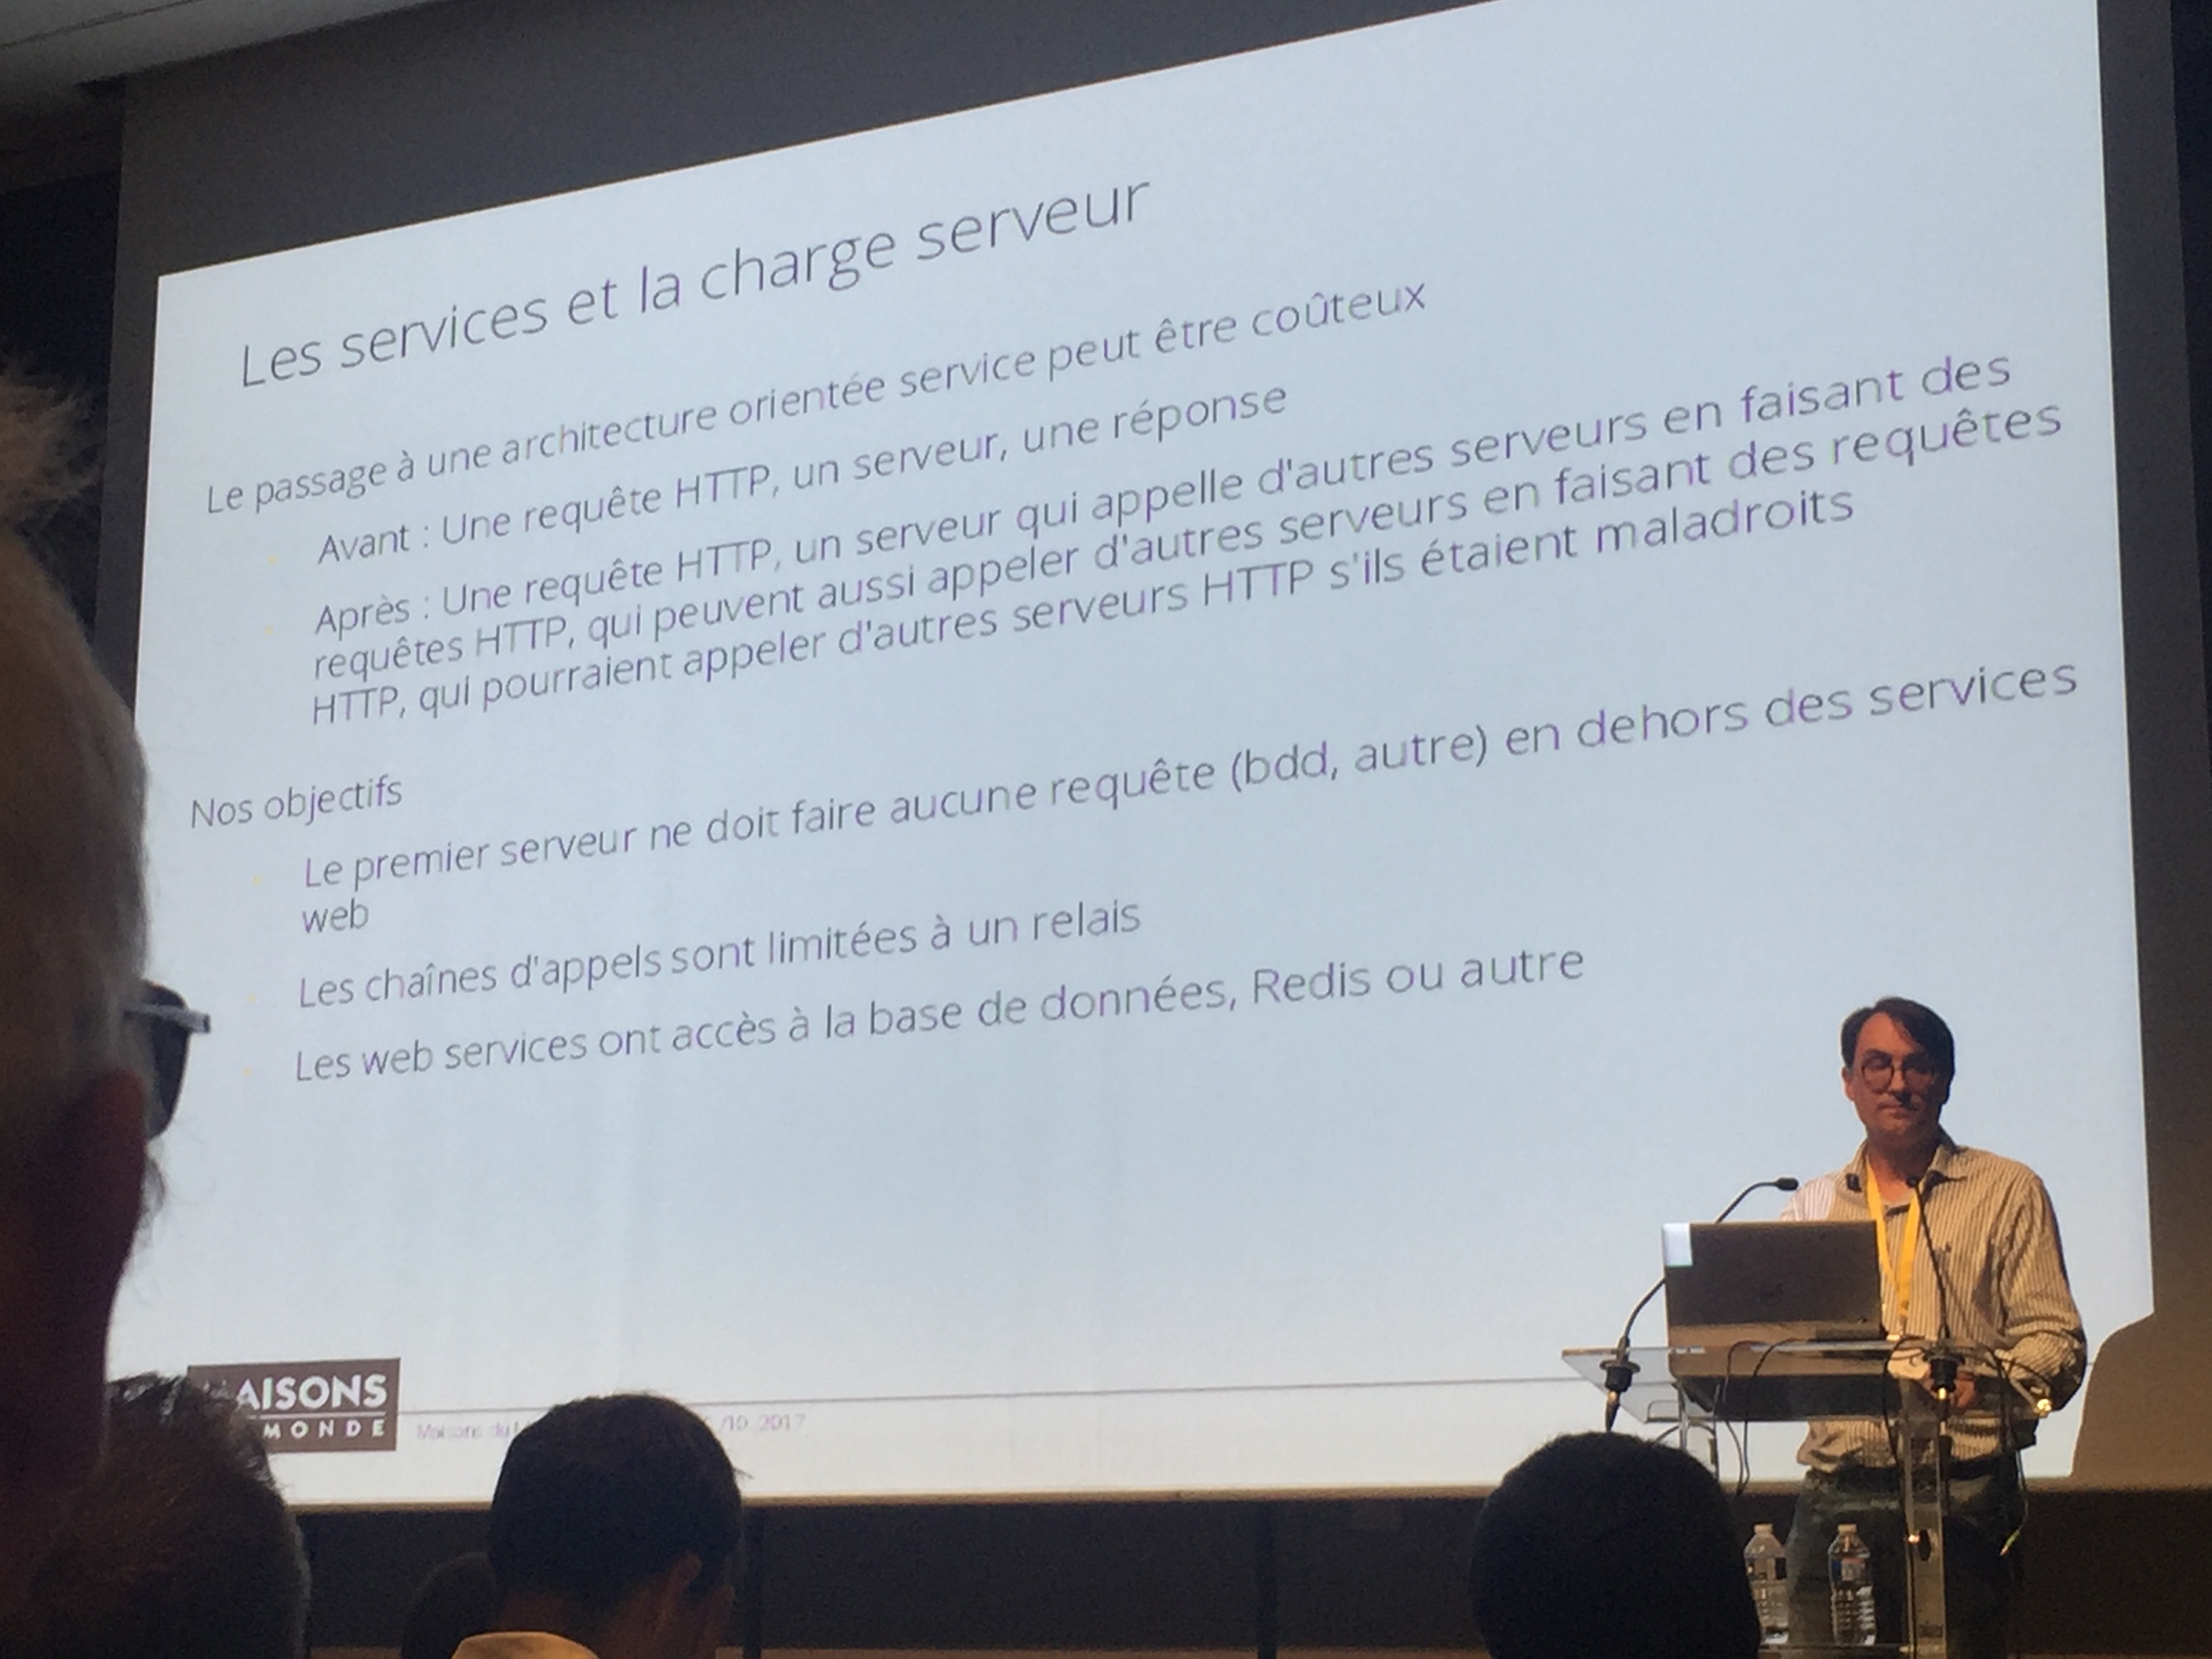 Les services et la charge serveur
Le passage à une architecture orientée service peut être coûteux
Avant : Une requête HTTP, un serveur, une réponse
Après : Une requête HTTP, un serveur qui appelle d'autres serveurs en faisant des
requêtes HTTP, qui peuvent aussi appeler d'autres serveurs en faisant des requêtes
HTTP, qui pourraient appeler d'autres serveurs HTTP s'ils étaient maladroits
Nos objectifs
Le premier serveur ne doit faire aucune requête (bdd, autre) en dehors des services
web
Les chaînes d'appels sont limitées à un relais
Les web services ont accès à la base de données, Redis ou autre
AISONS
MONDE
Maisons du /10/2017